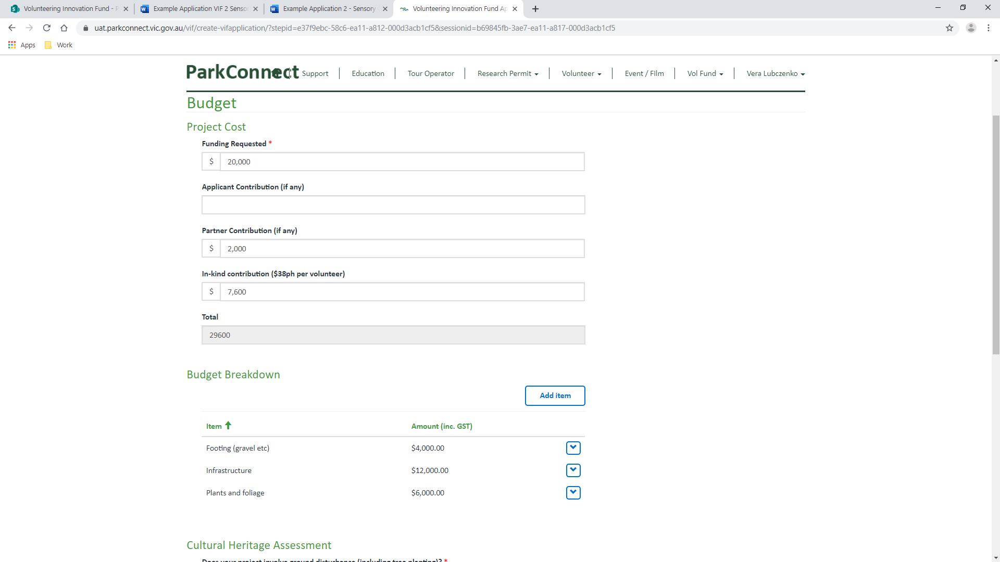 Volunteering Innovation Fund - P
Example Application VIF 2 Senso
Example Application 2 - Sensory
Volunteering Innovation Fund Ap
uat.parkconnect.vic.gov.au/vif/create-vifapplication/?stepid=e37f9ebc-58c6-ea11-a812-000d3acb1cf5&sessionid=b69845fb-3ae7-ea11-a817-000d3acb1cf5
Apps
Work
ParkConnect
Support
Education
Tour Operator
Research Permit
Volunteer
Event / Film
Vol Fund
Vera Lubczenko
Budget
Project Cost
Funding Requested *
$ 20,000
Applicant Contribution (if any)
Partner Contribution (if any)
$ 2,000
In-kind contribution ($38ph per volunteer)
$ 7,600
Total
29600
Budget Breakdown
Add item
Item Amount (inc. GST)
Footing (gravel etc) $4,000.00
Infrastructure $12,000.00
Plants and foliage $6,000.00
Cultural Heritage Assessment
Does your project involve ground disturbance (including tree planting)? *